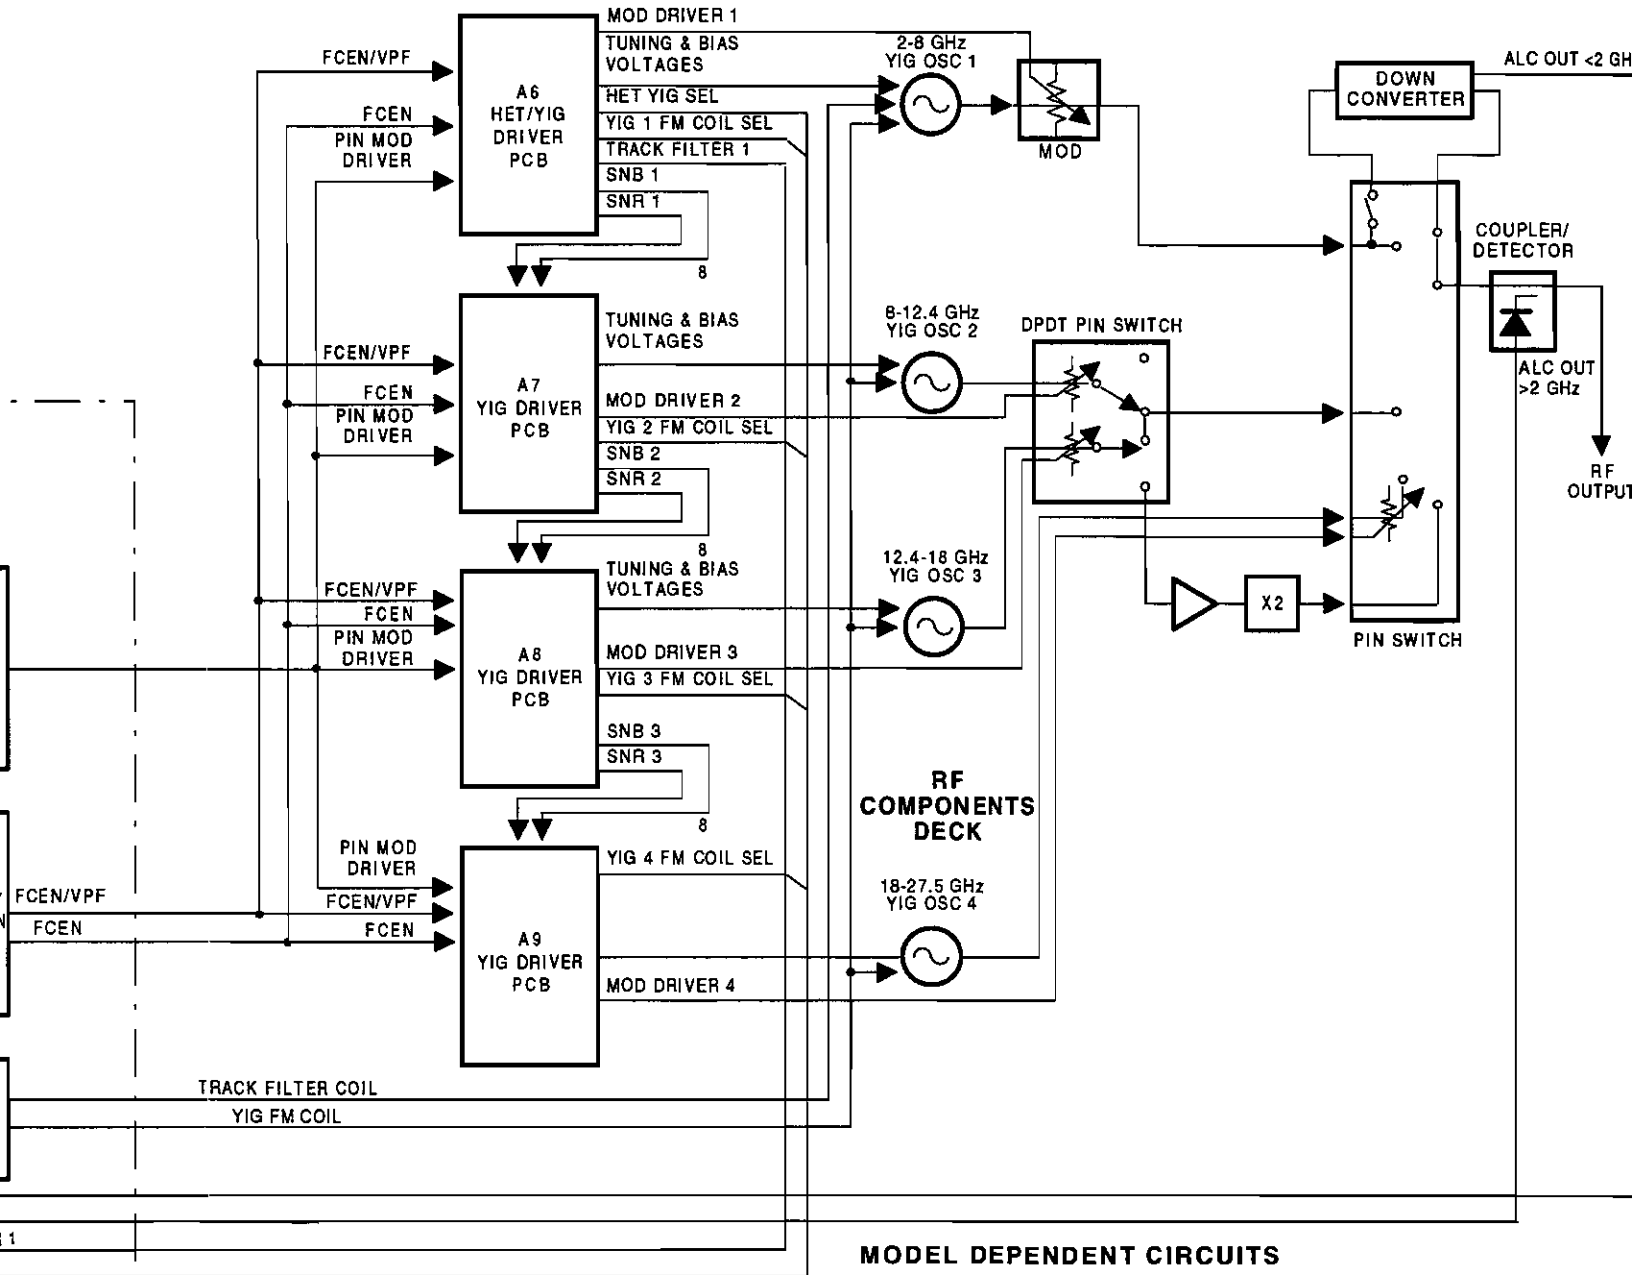 MOD DRIVER 1
TUNING & BIAS
VOLTAGES
HET YIG SEL
YIG 1 FM COIL SEL
TRACK FILTER 1
SNB 1
SNR 1
8
FCEN/VPF
FCEN
PIN MOD
DRIVER
A6
HET/YIG
DRIVER
PCB
2-8 GHz
YIG OSC 1
MOD
DOWN
CONVERTER
ALC OUT <2 GH
COUPLER/
DETECTOR
ALC OUT
>2 GHz
RF
OUTPUT
PIN SWITCH
FCEN/VPF
FCEN
PIN MOD
DRIVER
A7
YIG DRIVER
PCB
TUNING & BIAS
VOLTAGES
MOD DRIVER 2
YIG 2 FM COIL SEL
SNB 2
SNR 2
8
8-12.4 GHz
YIG OSC 2
DPDT PIN SWITCH
X2
FCEN/VPF
FCEN
PIN MOD
DRIVER
A8
YIG DRIVER
PCB
TUNING & BIAS
VOLTAGES
MOD DRIVER 3
YIG 3 FM COIL SEL
SNB 3
SNR 3
8
12.4-18 GHz
YIG OSC 3
RF
COMPONENTS
DECK
PIN MOD
DRIVER
FCEN/VPF
FCEN
A9
YIG DRIVER
PCB
YIG 4 FM COIL SEL
MOD DRIVER 4
18-27.5 GHz
YIG OSC 4
FCEN/VPF
FCEN
TRACK FILTER COIL
YIG FM COIL
1
MODEL DEPENDENT CIRCUITS